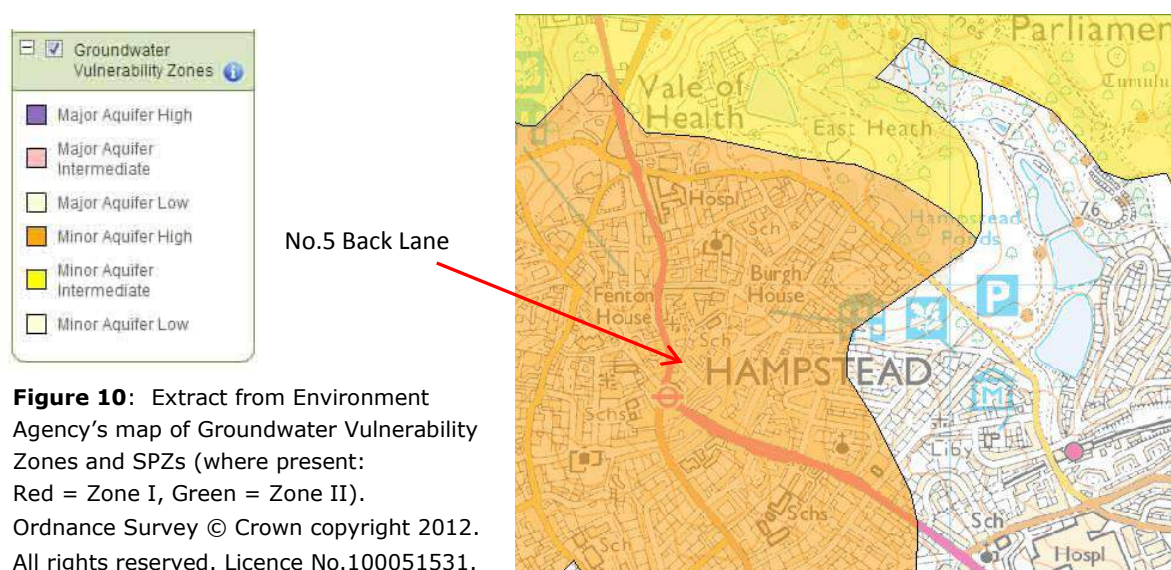 Groundwater
Vulnerability Zones
Major Aquifer High
Major Aquifer
Intermediate
Major Aquifer Low
Minor Aquifer High
Minor Aquifer
Intermediate
Minor Aquifer Low
No.5 Back Lane
Figure 10: Extract from Environment
Agency's map of Groundwater Vulnerability
Zones and SPZs (where present:
Red = Zone I, Green = Zone II).
Ordnance Survey © Crown copyright 2012.
All rights reserved. Licence No.100051531.
Parliamen
Tumulu
Vale of
Health
East Heath
Hospl
Sch
Hampstead
Ponds
76
P
Burgh
House
Fenton
House
Sch
HAMPSTEAD
M
Schs
Liby
Schs
Sch
Sch
Hospl